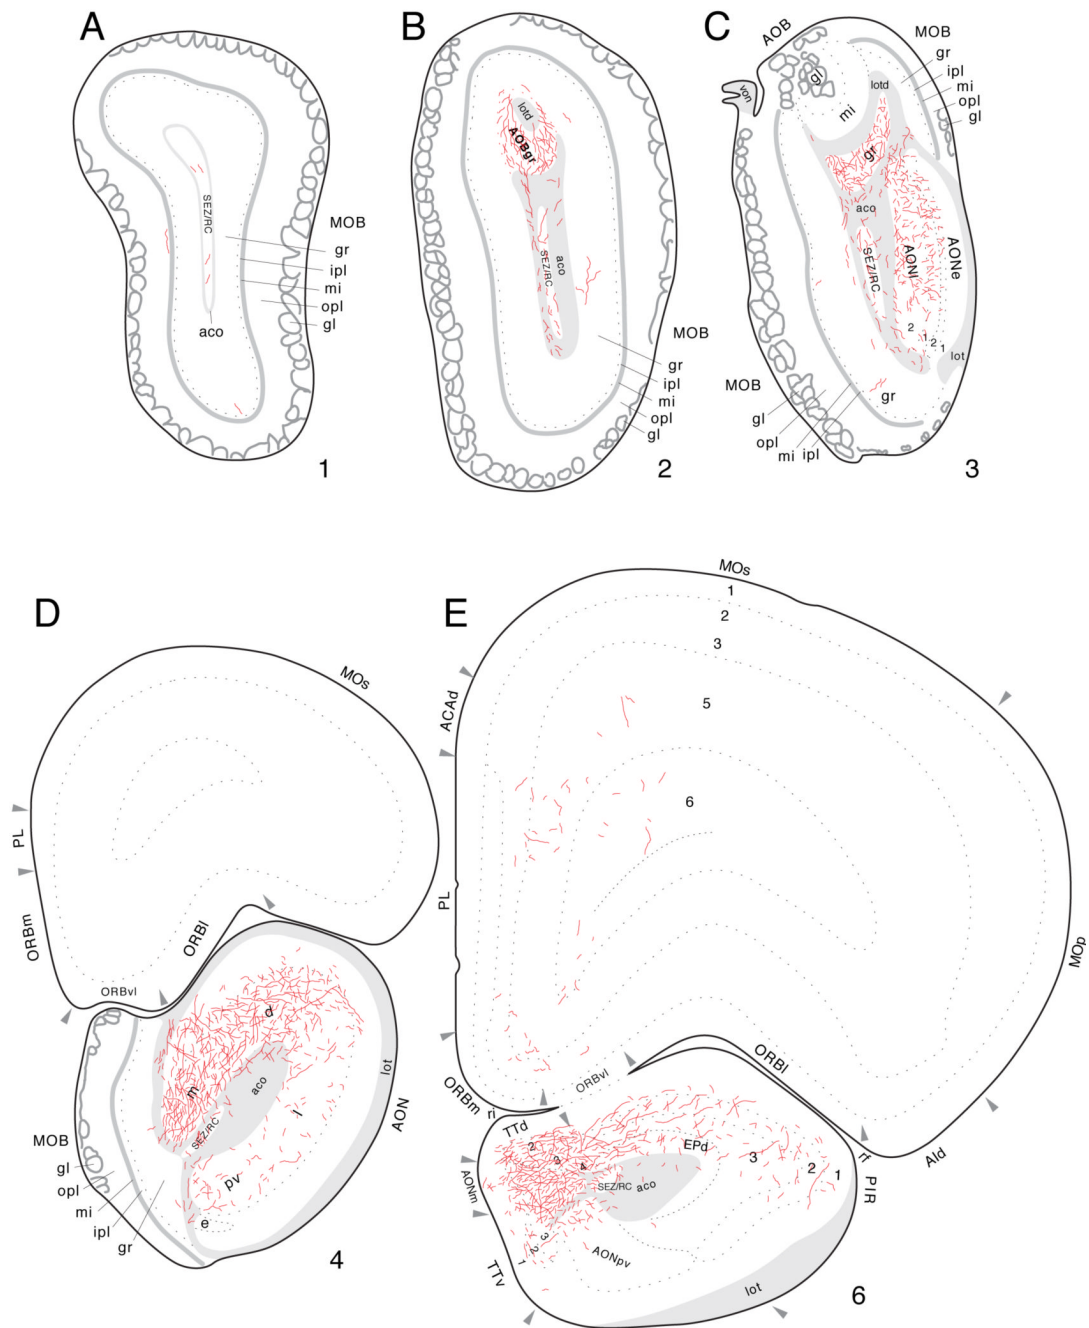 A
SEZ/RC
MOB
gr
ipl
mi
opl
gl
aco
1
B
lotd
AOBgr
SEZ/RC
aco
MOB
gr
ipl
mi
opl
gl
2
C
AOB
MOB
gr
ipl
mi
opl
gl
von
gl
mi
lotd
gr
aco
SEZ/RC
AONl
AONe
2
1
2
1
lot
MOB
gl
opl
mi
ipl
gr
3
D
MOs
PL
ORBm
ORBvl
ORBl
d
m
aco
SEZ/RC
l
lot
AON
pv
e
MOB
gl
opl
mi
ipl
gr
4
E
MOs
1
2
3
5
6
ACAd
PL
MOp
ORBm
ri
ORBvl
ORBl
rf
AId
TTd
2
3
4
EPd
3
2
1
PIR
SEZ/RC
aco
AONm
3
2
1
AONpv
TTv
lot
6